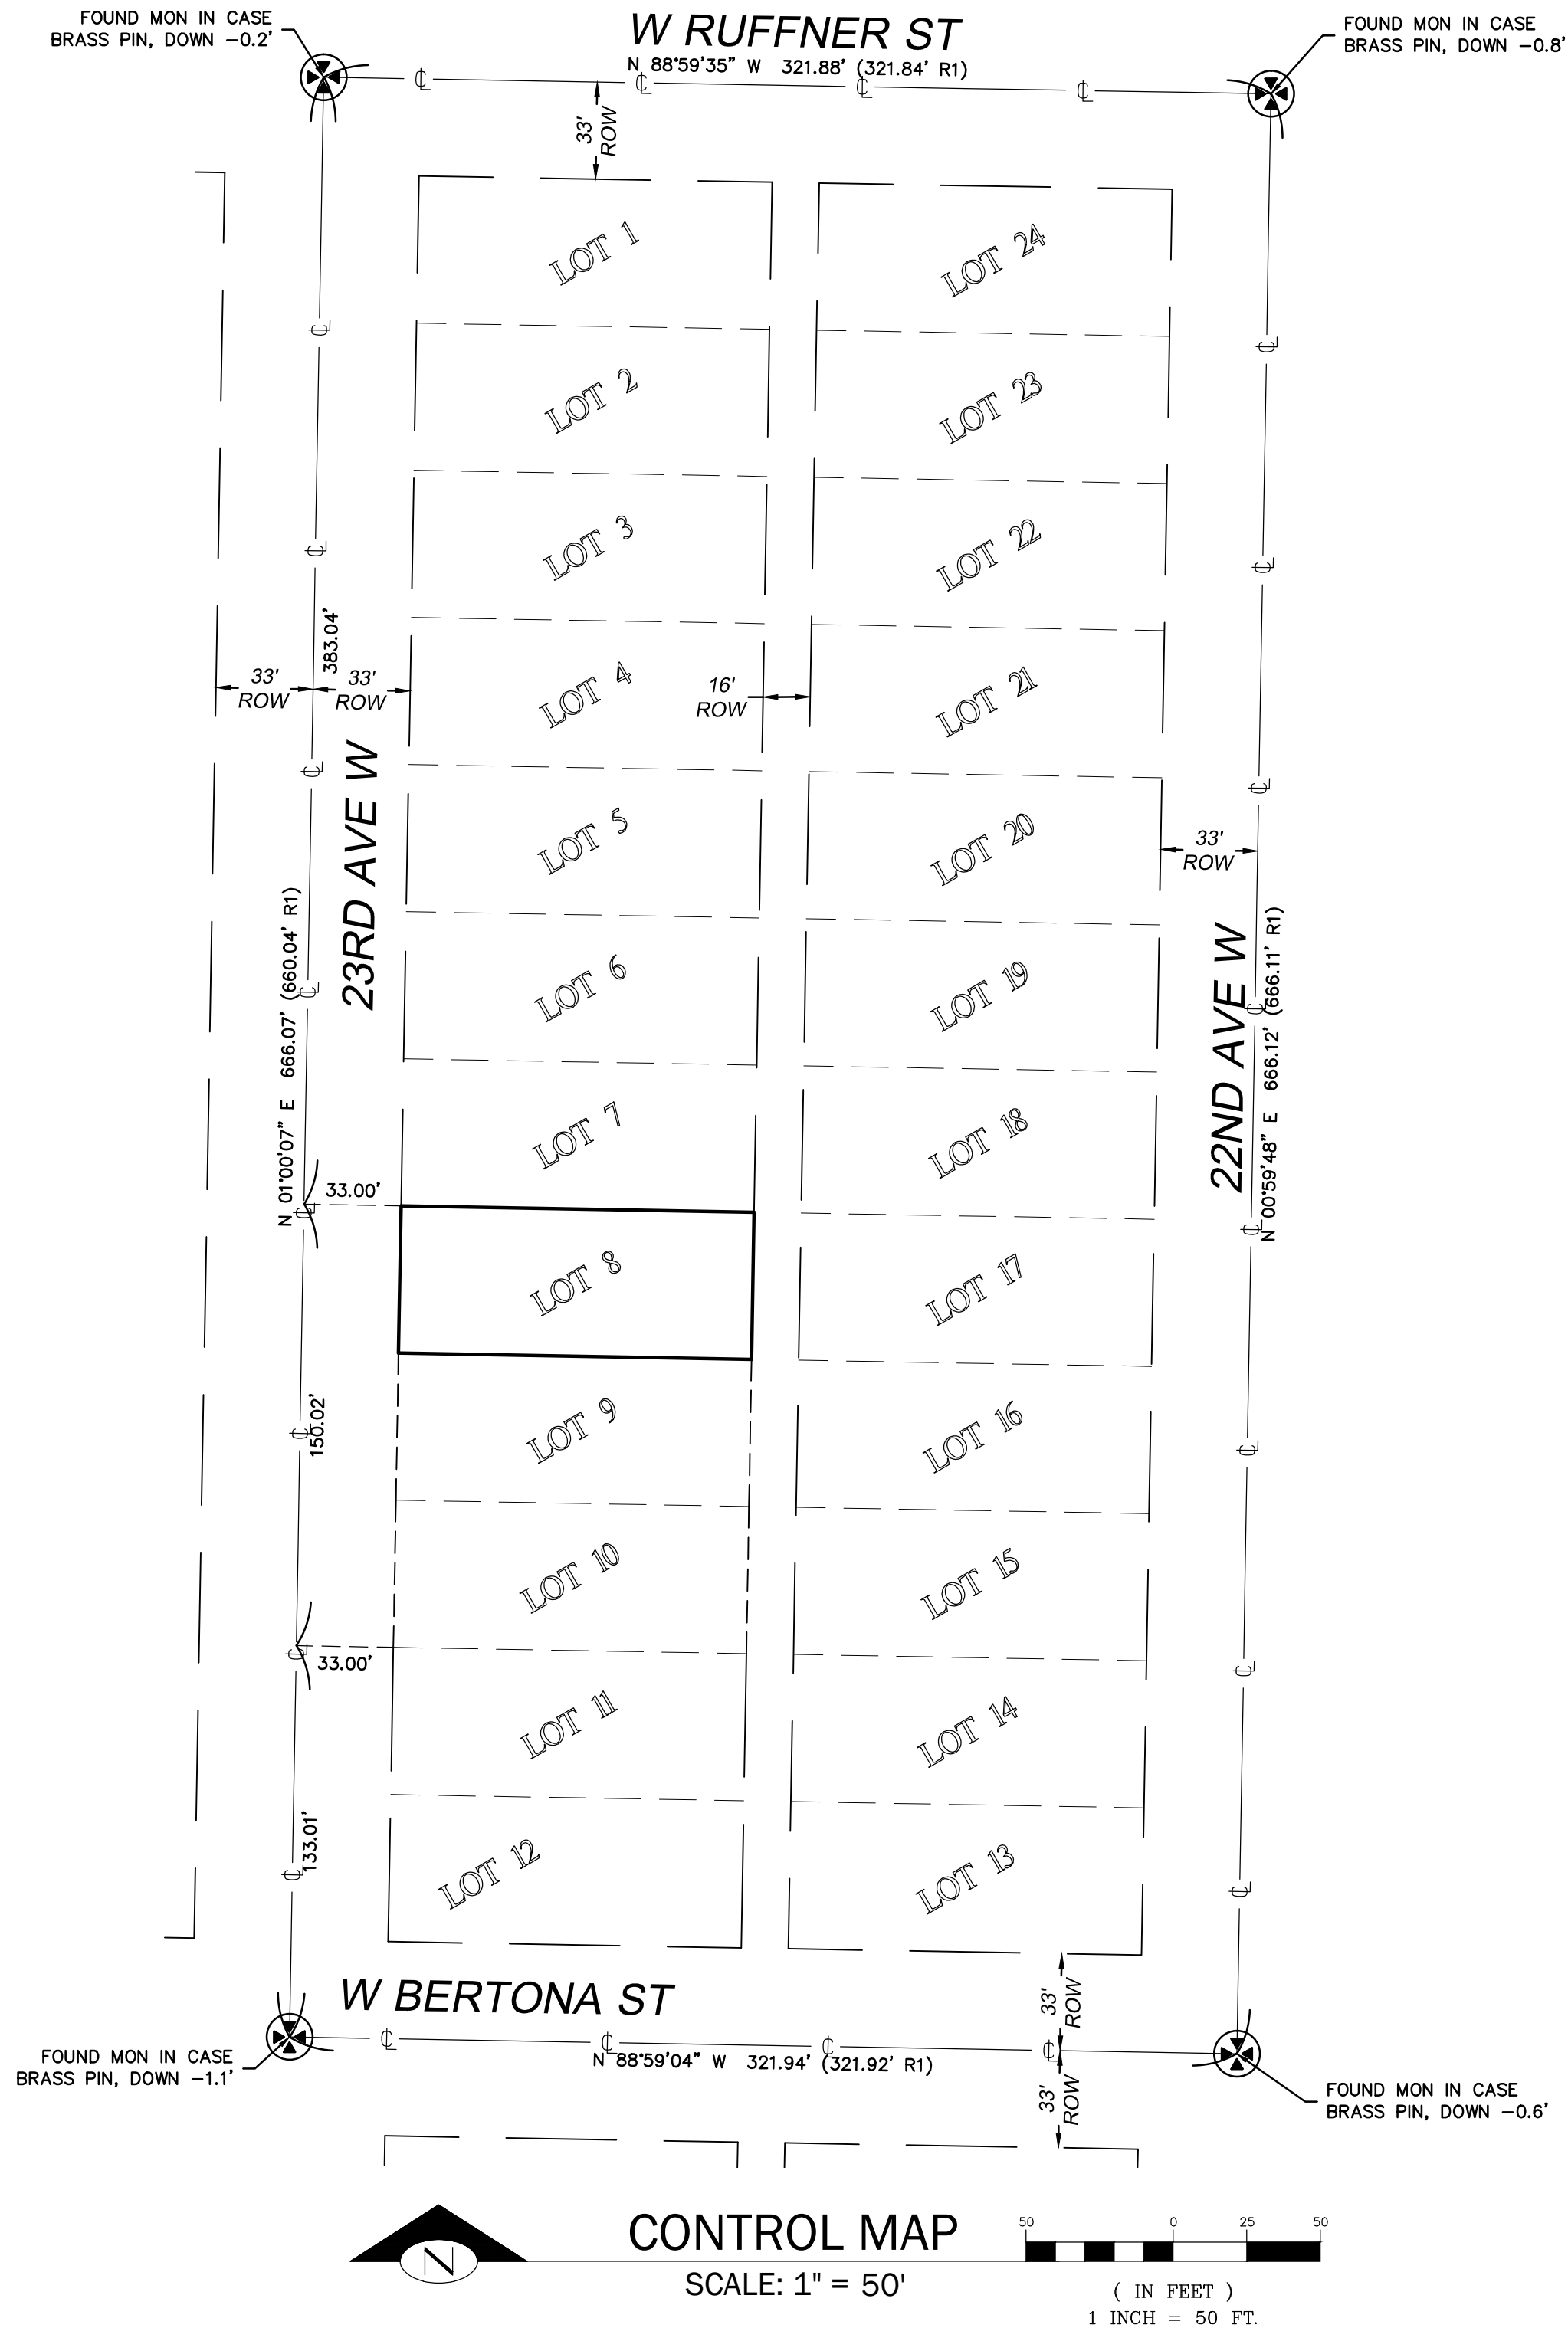 FOUND MON IN CASE
BRASS PIN, DOWN −0.2'
W RUFFNER ST
N 88°59'35" W 321.88' (321.84' R1)
FOUND MON IN CASE
BRASS PIN, DOWN −0.8'
℄ ℄ ℄ ℄
33'
ROW
LOT 1
LOT 24
℄
℄
LOT 2
LOT 23
LOT 3
LOT 22
℄
℄
383.04'
33'
ROW
33'
ROW
LOT 4
16'
ROW
LOT 21
℄
℄
23RD AVE W
LOT 5
LOT 20
33'
ROW
N 01°00'07" E 666.07' (660.04' R1)
℄
LOT 6
LOT 19
22ND AVE W
℄
N 00°59'48" E 666.12' (666.11' R1)
LOT 7
LOT 18
33.00'
℄
℄
LOT 8
LOT 17
150.02'
℄
LOT 9
LOT 16
℄
LOT 10
LOT 15
33.00'
℄
℄
LOT 11
LOT 14
133.01'
℄
LOT 12
LOT 13
℄
W BERTONA ST
33'
ROW
℄ ℄ ℄ ℄
N 88°59'04" W 321.94' (321.92' R1)
33'
ROW
FOUND MON IN CASE
BRASS PIN, DOWN −1.1'
FOUND MON IN CASE
BRASS PIN, DOWN −0.6'
N
CONTROL MAP
SCALE: 1" = 50'
50 0 25 50
( IN FEET )
1 INCH = 50 FT.